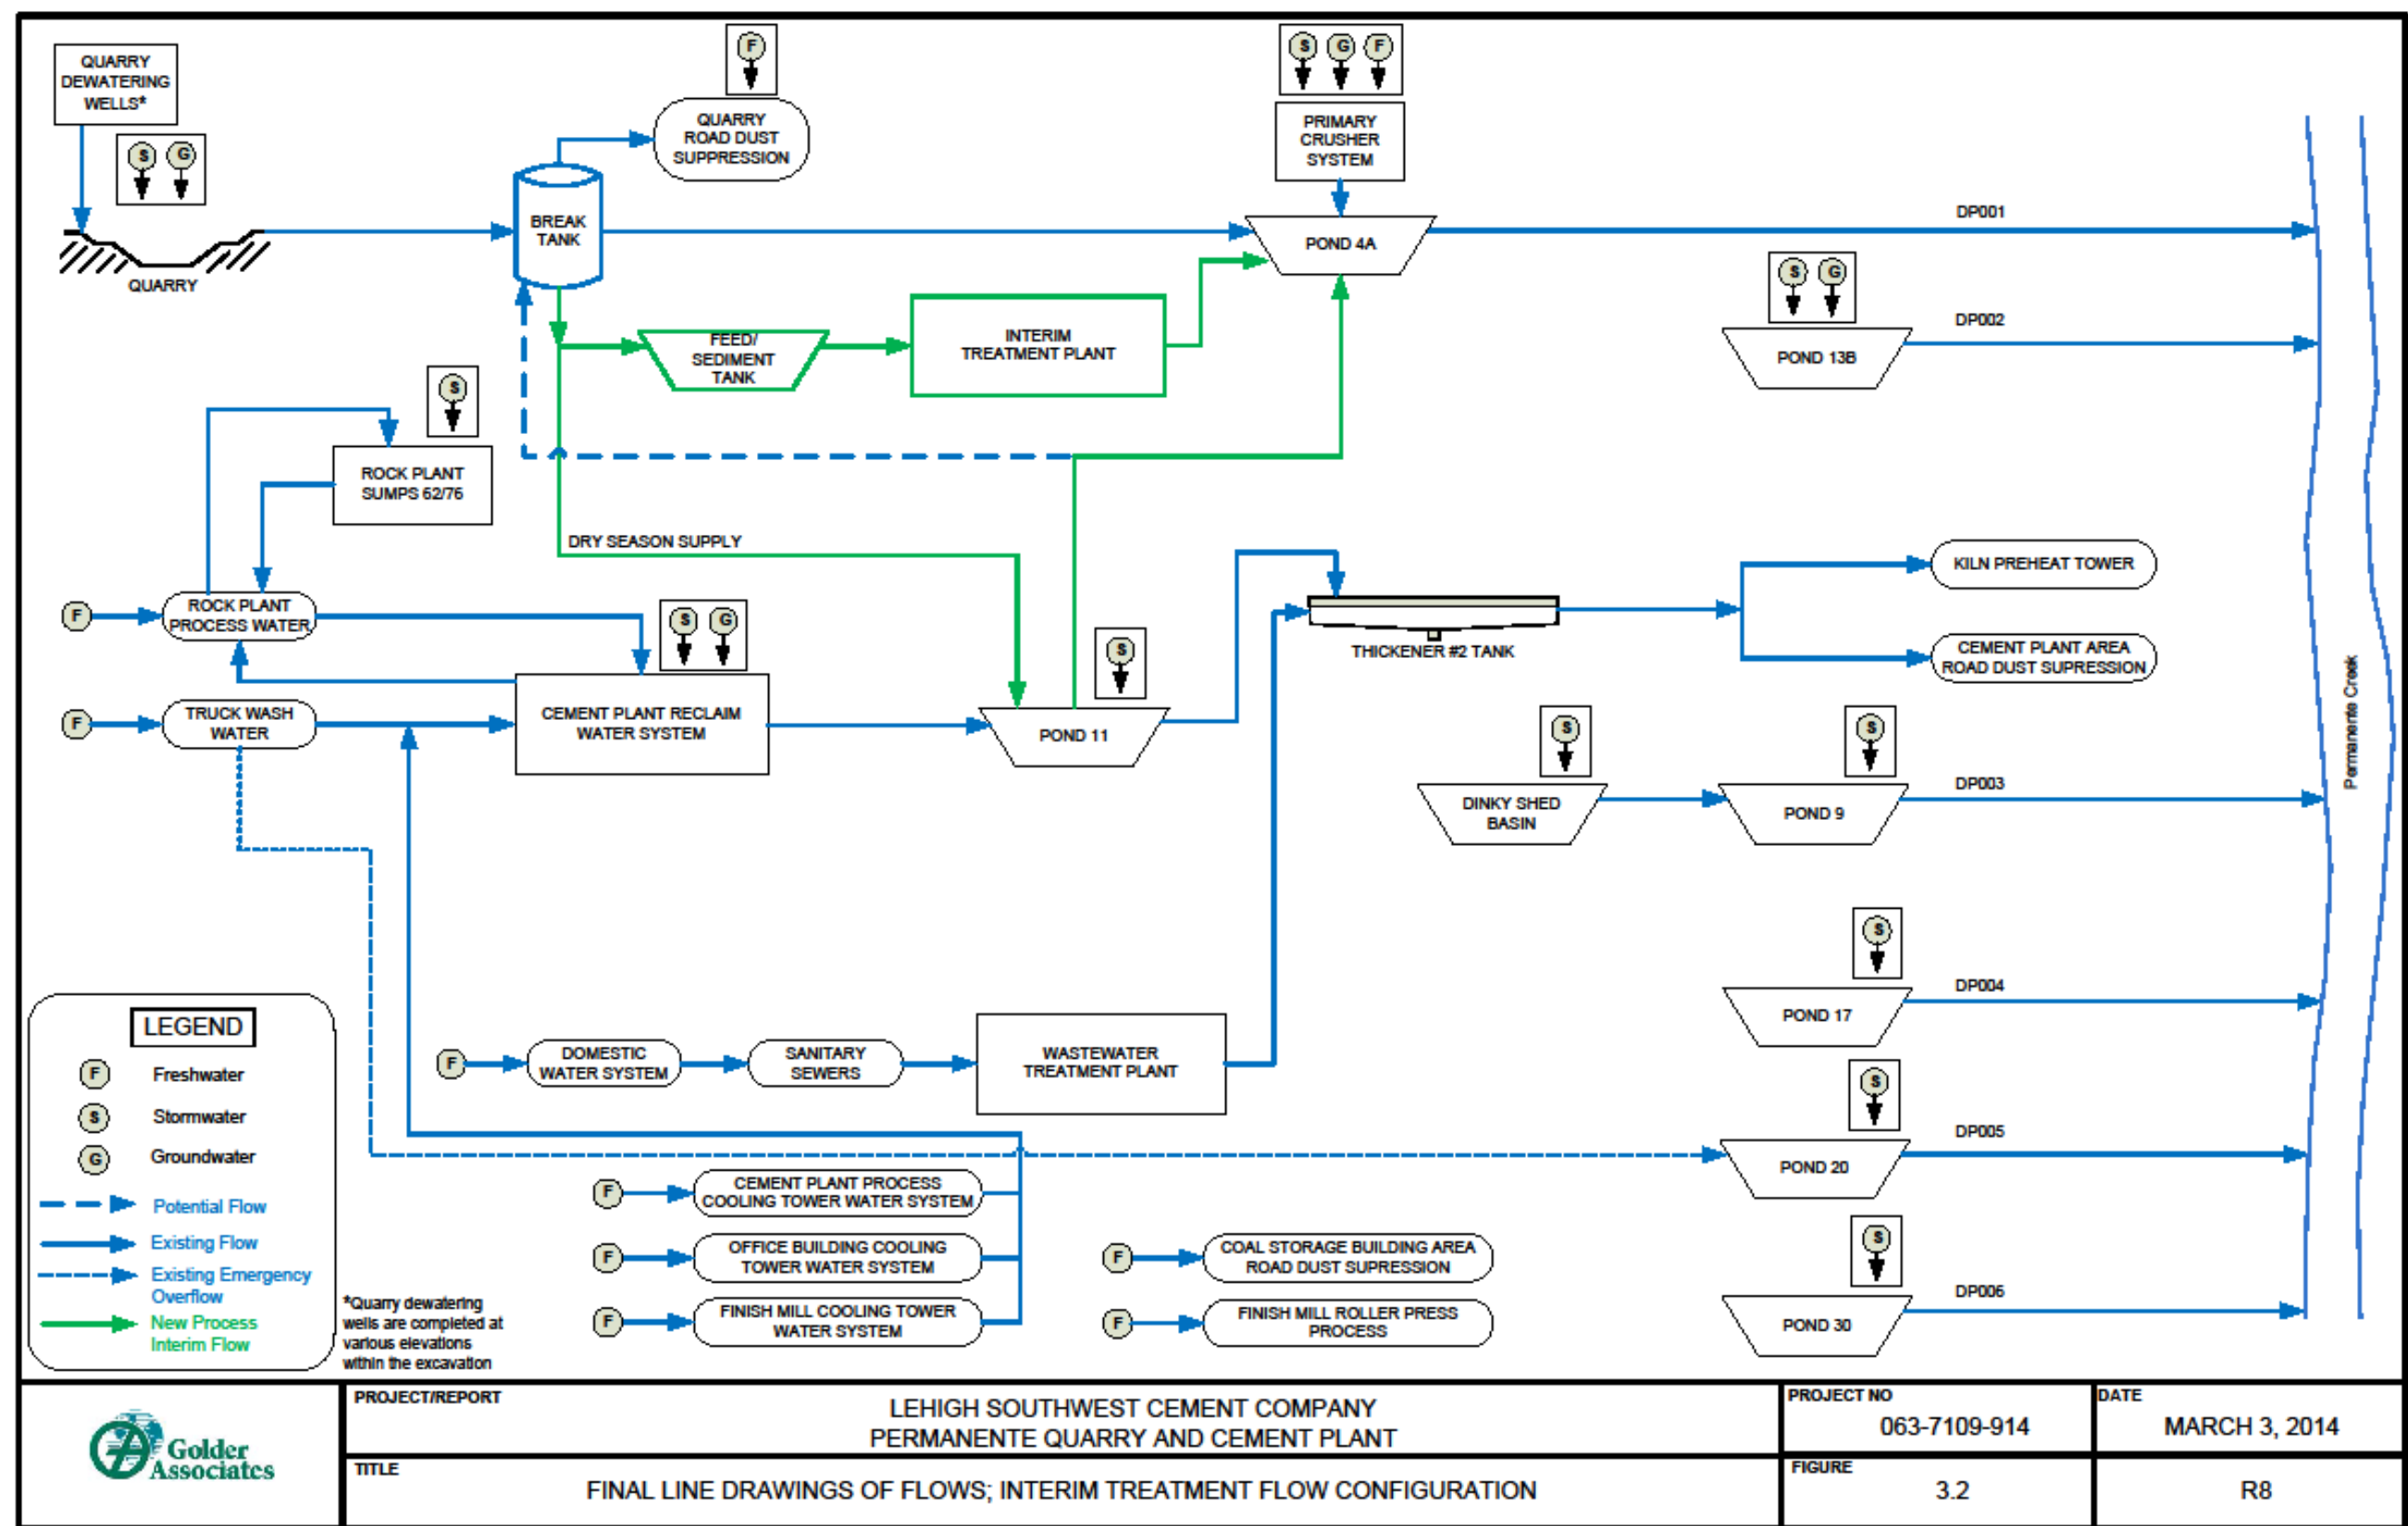 QUARRY
DEWATERING
WELLS*
S G
QUARRY
F
QUARRY
ROAD DUST
SUPPRESSION
BREAK
TANK
S G F
PRIMARY
CRUSHER
SYSTEM
POND 4A
DP001
FEED/
SEDIMENT
TANK
INTERIM
TREATMENT PLANT
S G
POND 13B
DP002
S
ROCK PLANT
SUMPS 62/76
DRY SEASON SUPPLY
F
ROCK PLANT
PROCESS WATER
F
TRUCK WASH
WATER
S G
CEMENT PLANT RECLAIM
WATER SYSTEM
S
POND 11
THICKENER #2 TANK
KILN PREHEAT TOWER
CEMENT PLANT AREA
ROAD DUST SUPRESSION
Permanente Creek
S
DINKY SHED
BASIN
S
POND 9
DP003
S
POND 17
DP004
F
DOMESTIC
WATER SYSTEM
SANITARY
SEWERS
WASTEWATER
TREATMENT PLANT
S
POND 20
DP005
F
CEMENT PLANT PROCESS
COOLING TOWER WATER SYSTEM
F
OFFICE BUILDING COOLING
TOWER WATER SYSTEM
F
FINISH MILL COOLING TOWER
WATER SYSTEM
F
COAL STORAGE BUILDING AREA
ROAD DUST SUPRESSION
F
FINISH MILL ROLLER PRESS
PROCESS
S
POND 30
DP006
LEGEND
F Freshwater
S Stormwater
G Groundwater
Potential Flow
Existing Flow
Existing Emergency
Overflow
New Process
Interim Flow
*Quarry dewatering
wells are completed at
various elevations
within the excavation
Golder
Associates
PROJECT/REPORT
LEHIGH SOUTHWEST CEMENT COMPANY
PERMANENTE QUARRY AND CEMENT PLANT
PROJECT NO
063-7109-914
DATE
MARCH 3, 2014
TITLE
FINAL LINE DRAWINGS OF FLOWS; INTERIM TREATMENT FLOW CONFIGURATION
FIGURE
3.2
R8